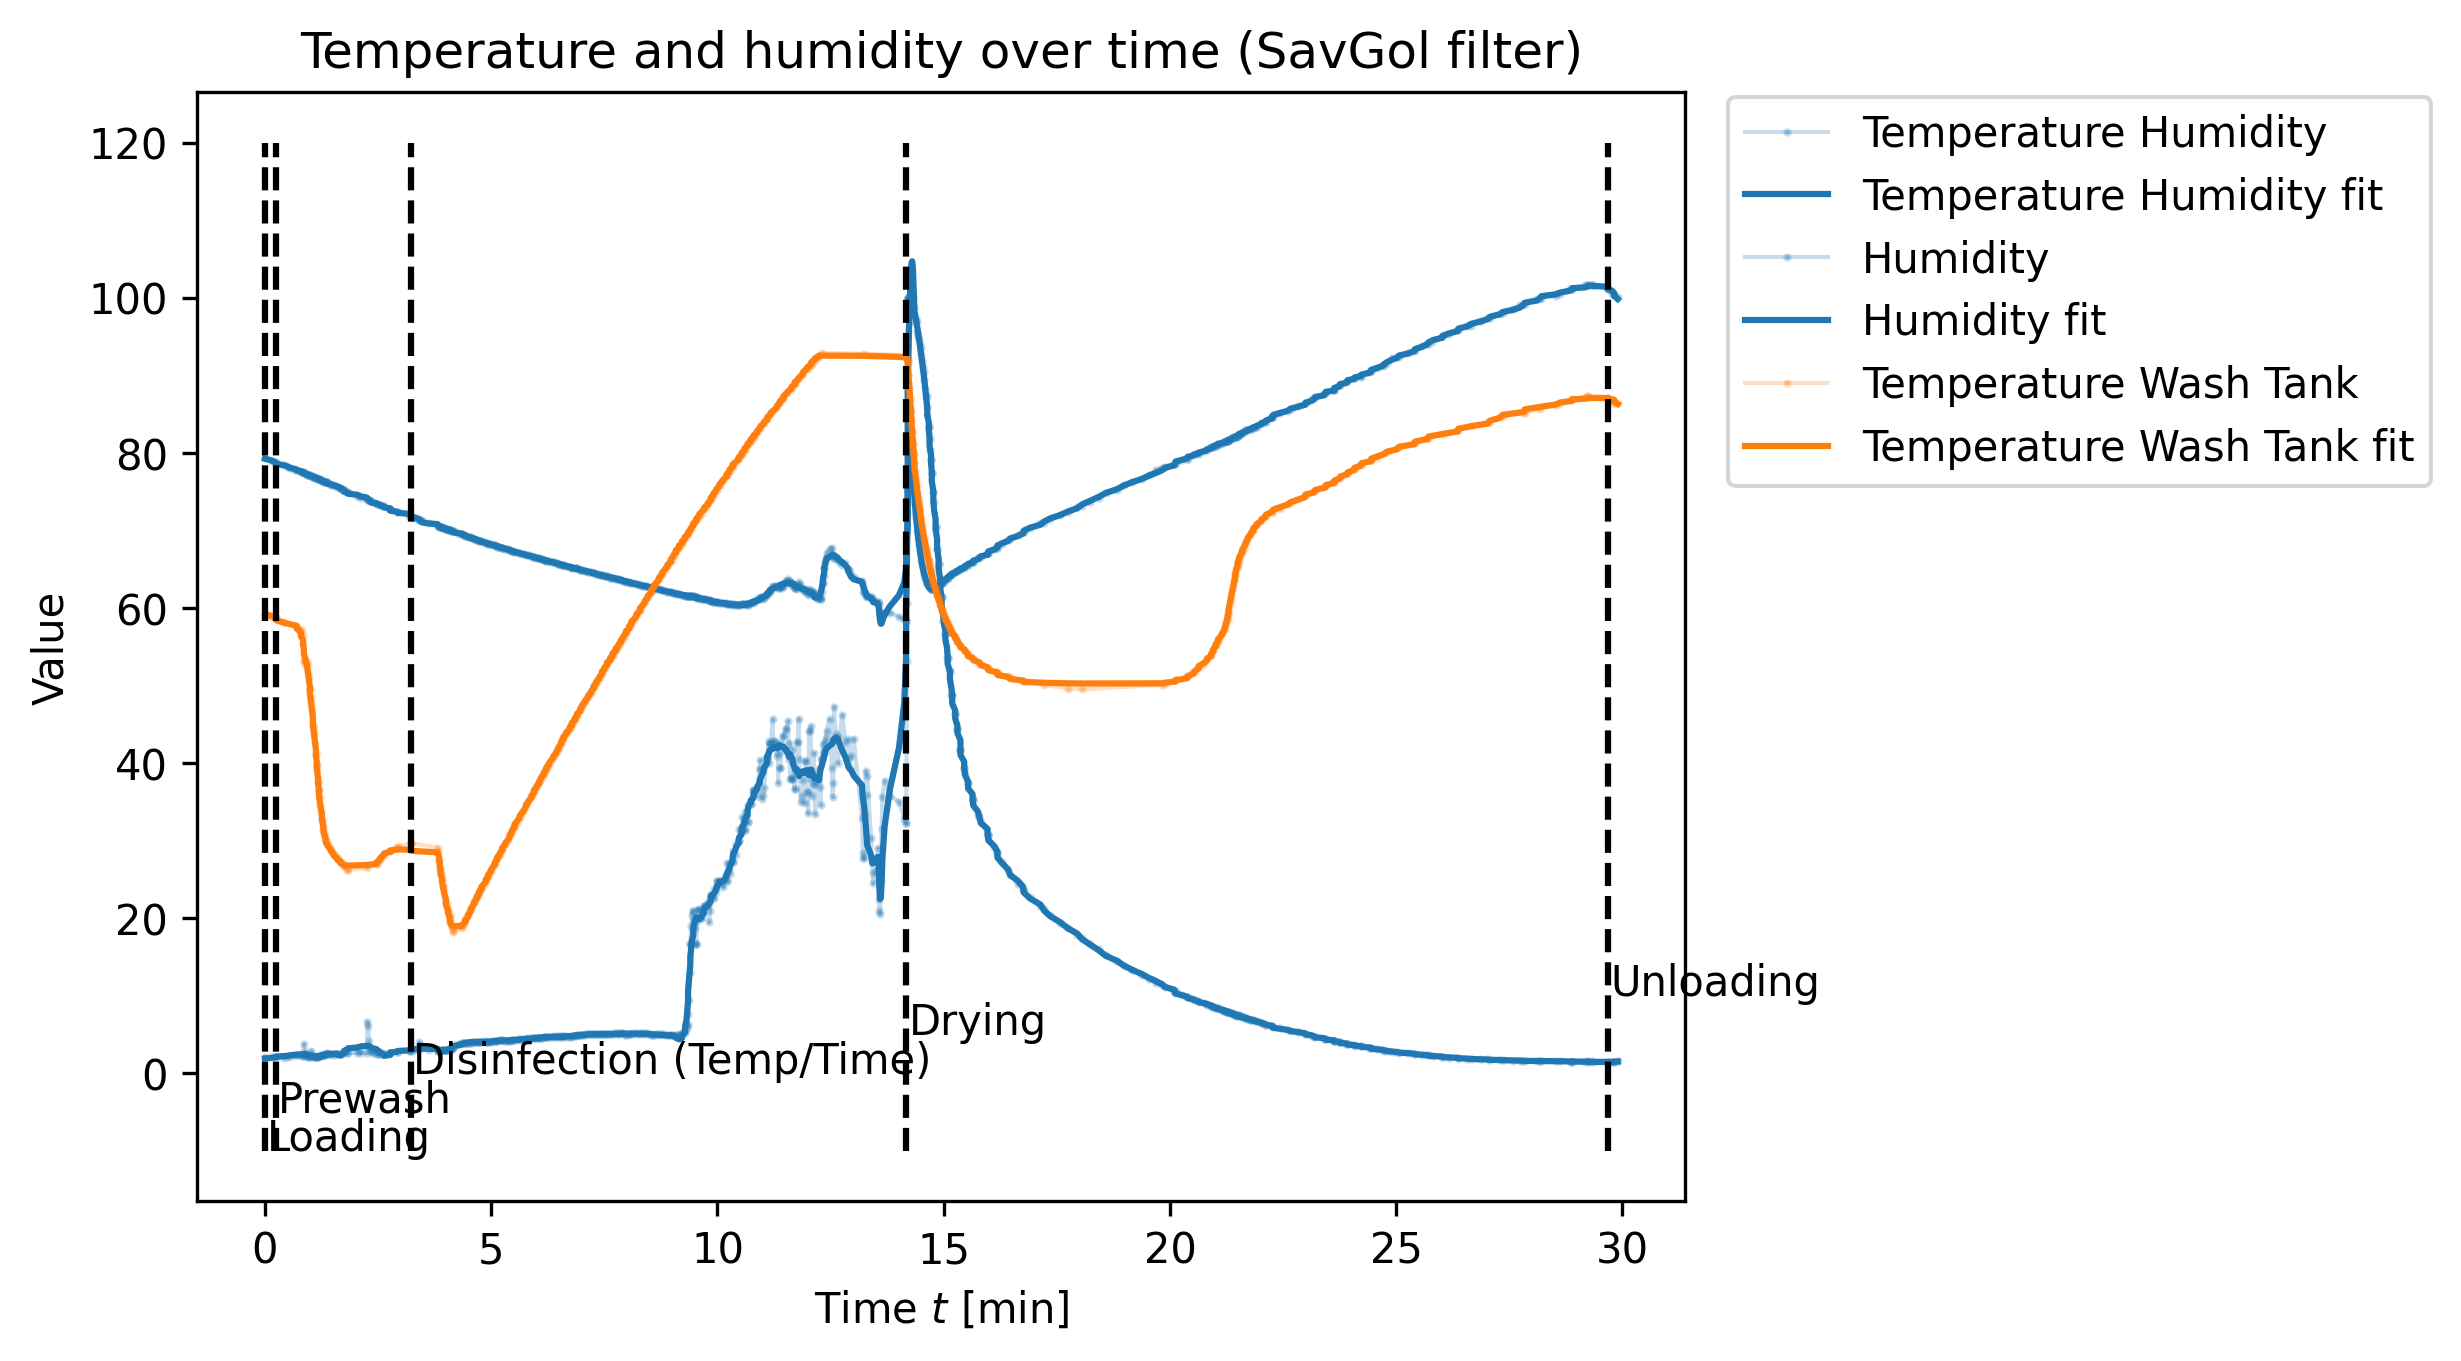 Temperature and humidity over time (SavGol filter)
Temperature Humidity
Temperature Humidity fit
Humidity
Humidity fit
Temperature Wash Tank
Temperature Wash Tank fit
Value
120
100
80
60
40
20
0
Unloading
Drying
Disinfection (Temp/Time)
Prewash
Loading
0
5
10
15
20
25
30
Time t [min]